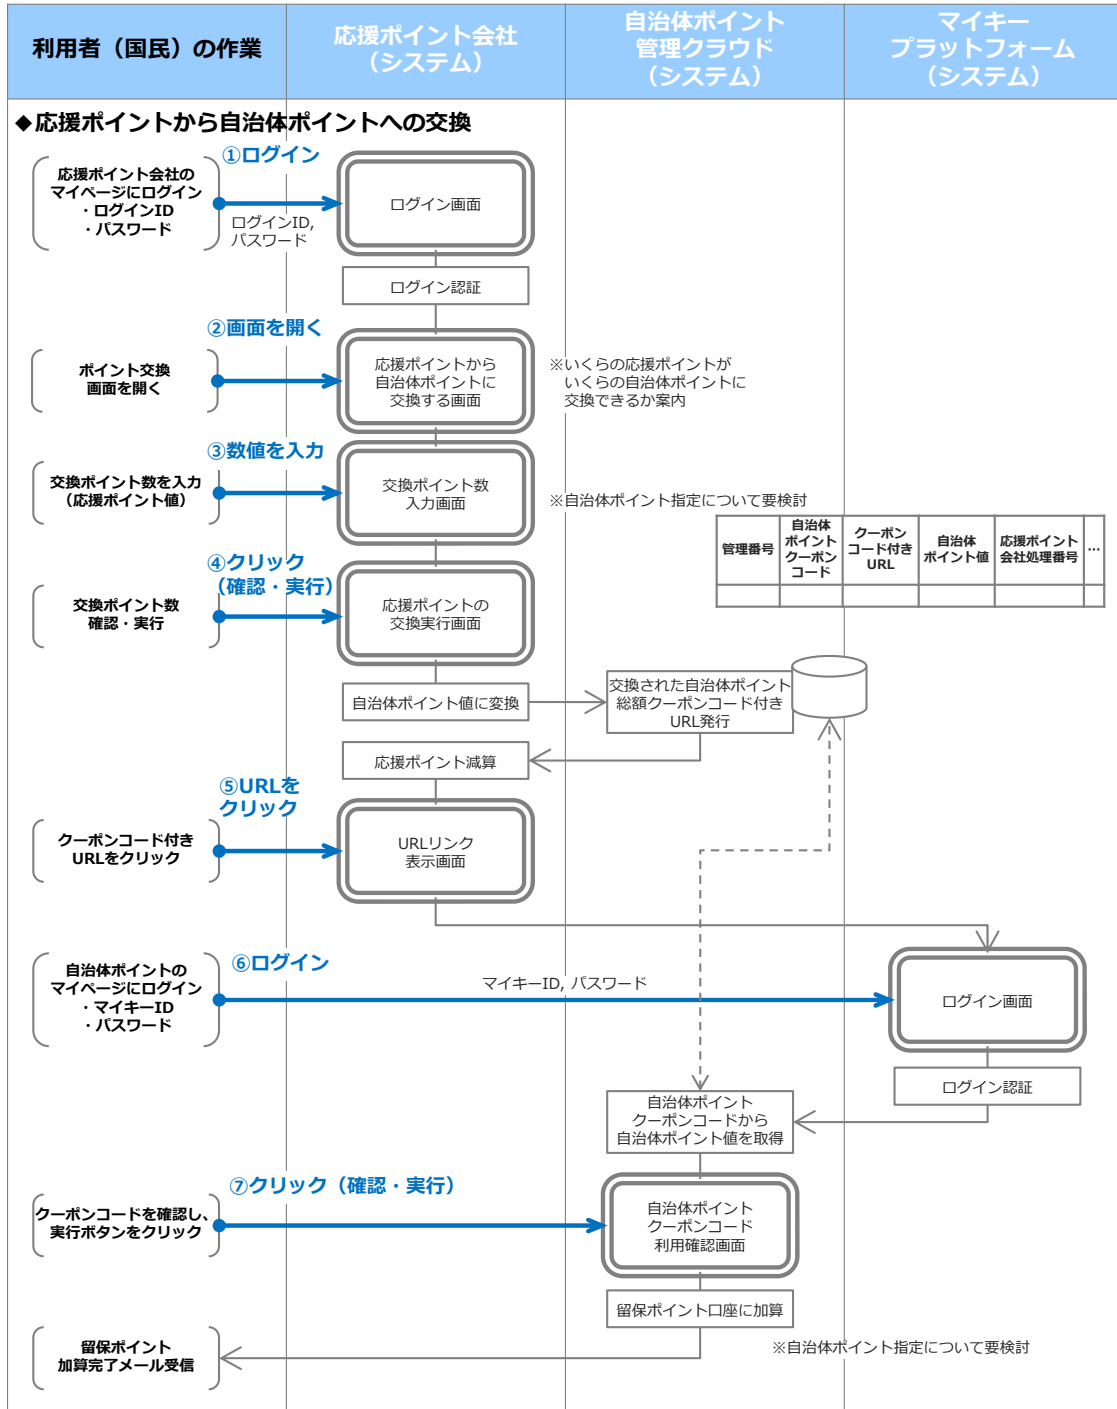 利用者（国民）の作業
応援ポイント会社
（システム）
自治体ポイント
管理クラウド
（システム）
マイキー
プラットフォーム
（システム）
◆応援ポイントから自治体ポイントへの交換
①ログイン
応援ポイント会社の
マイページにログイン
・ログインID
・パスワード
ログインID,
パスワード
ログイン画面
ログイン認証
②画面を開く
ポイント交換
画面を開く
応援ポイントから
自治体ポイントに
交換する画面
※いくらの応援ポイントが
いくらの自治体ポイントに
交換できるか案内
③数値を入力
交換ポイント数を入力
（応援ポイント値）
交換ポイント数
入力画面
※自治体ポイント指定について要検討
管理番号
自治体
ポイント
クーポン
コード
クーポン
コード付き
URL
自治体
ポイント値
応援ポイント
会社処理番号
…
④クリック
（確認・実行）
交換ポイント数
確認・実行
応援ポイントの
交換実行画面
自治体ポイント値に変換
交換された自治体ポイント
総額クーポンコード付き
URL発行
応援ポイント減算
⑤URLを
クリック
クーポンコード付き
URLをクリック
URLリンク
表示画面
⑥ログイン
自治体ポイントの
マイページにログイン
・マイキーID
・パスワード
マイキーID, パスワード
ログイン画面
ログイン認証
自治体ポイント
クーポンコードから
自治体ポイント値を取得
⑦クリック（確認・実行）
クーポンコードを確認し、
実行ボタンをクリック
自治体ポイント
クーポンコード
利用確認画面
留保ポイント口座に加算
留保ポイント
加算完了メール受信
※自治体ポイント指定について要検討